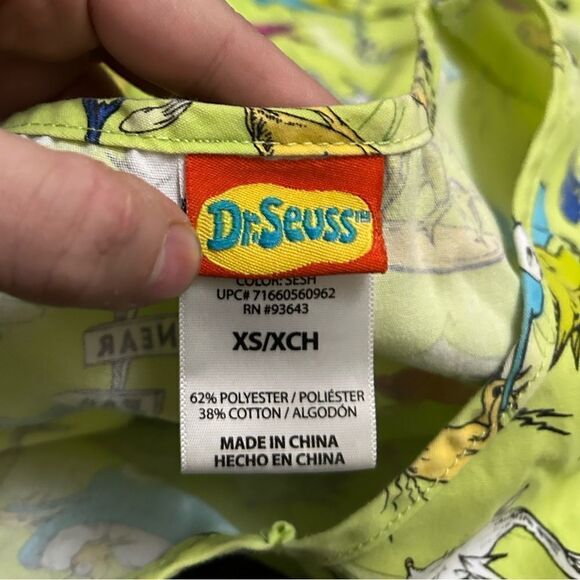 Dr. Seuss™
COLOR: SESH
UPC# 71660560962
RN #93643
XS/XCH
62% POLYESTER / POLIÉSTER
38% COTTON / ALGODÓN
MADE IN CHINA
HECHO EN CHINA
NEAR